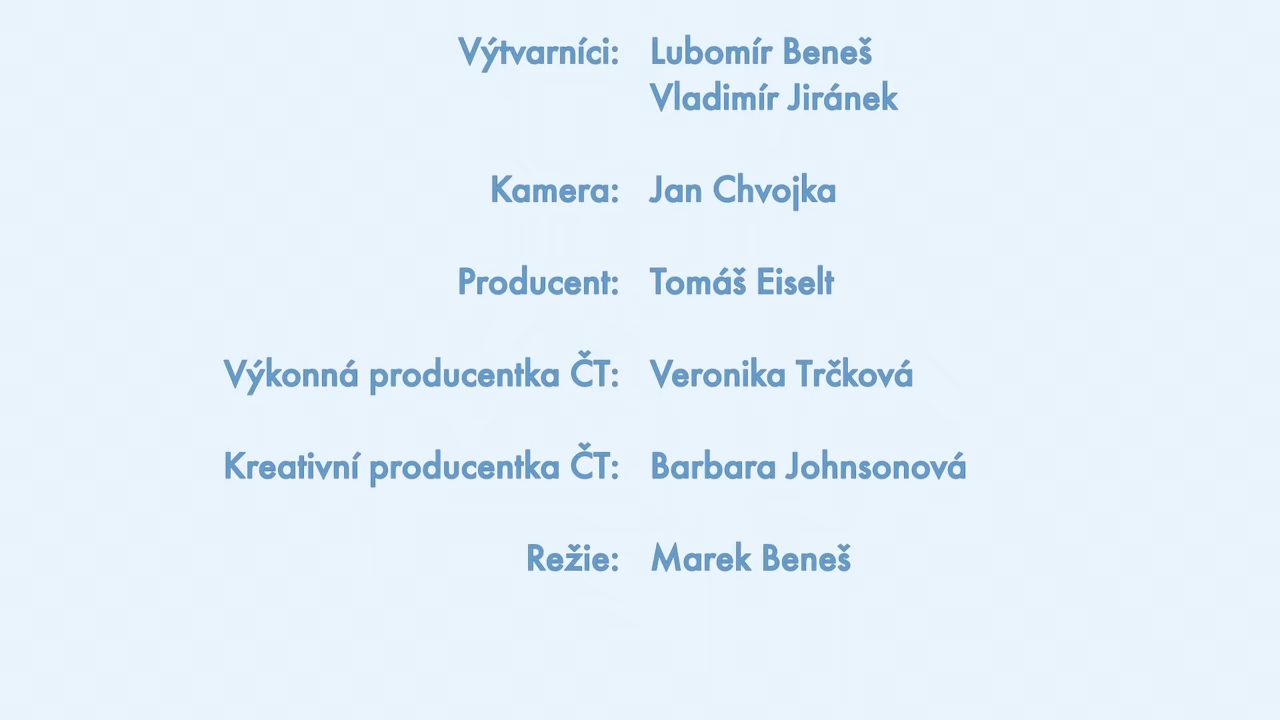 Výtvarníci: Lubomír Beneš
Vladimír Jiránek
Kamera: Jan Chvojka
Producent: Tomáš Eiselt
Výkonná producentka ČT: Veronika Trčková
Kreativní producentka ČT: Barbara Johnsonová
Režie: Marek Beneš